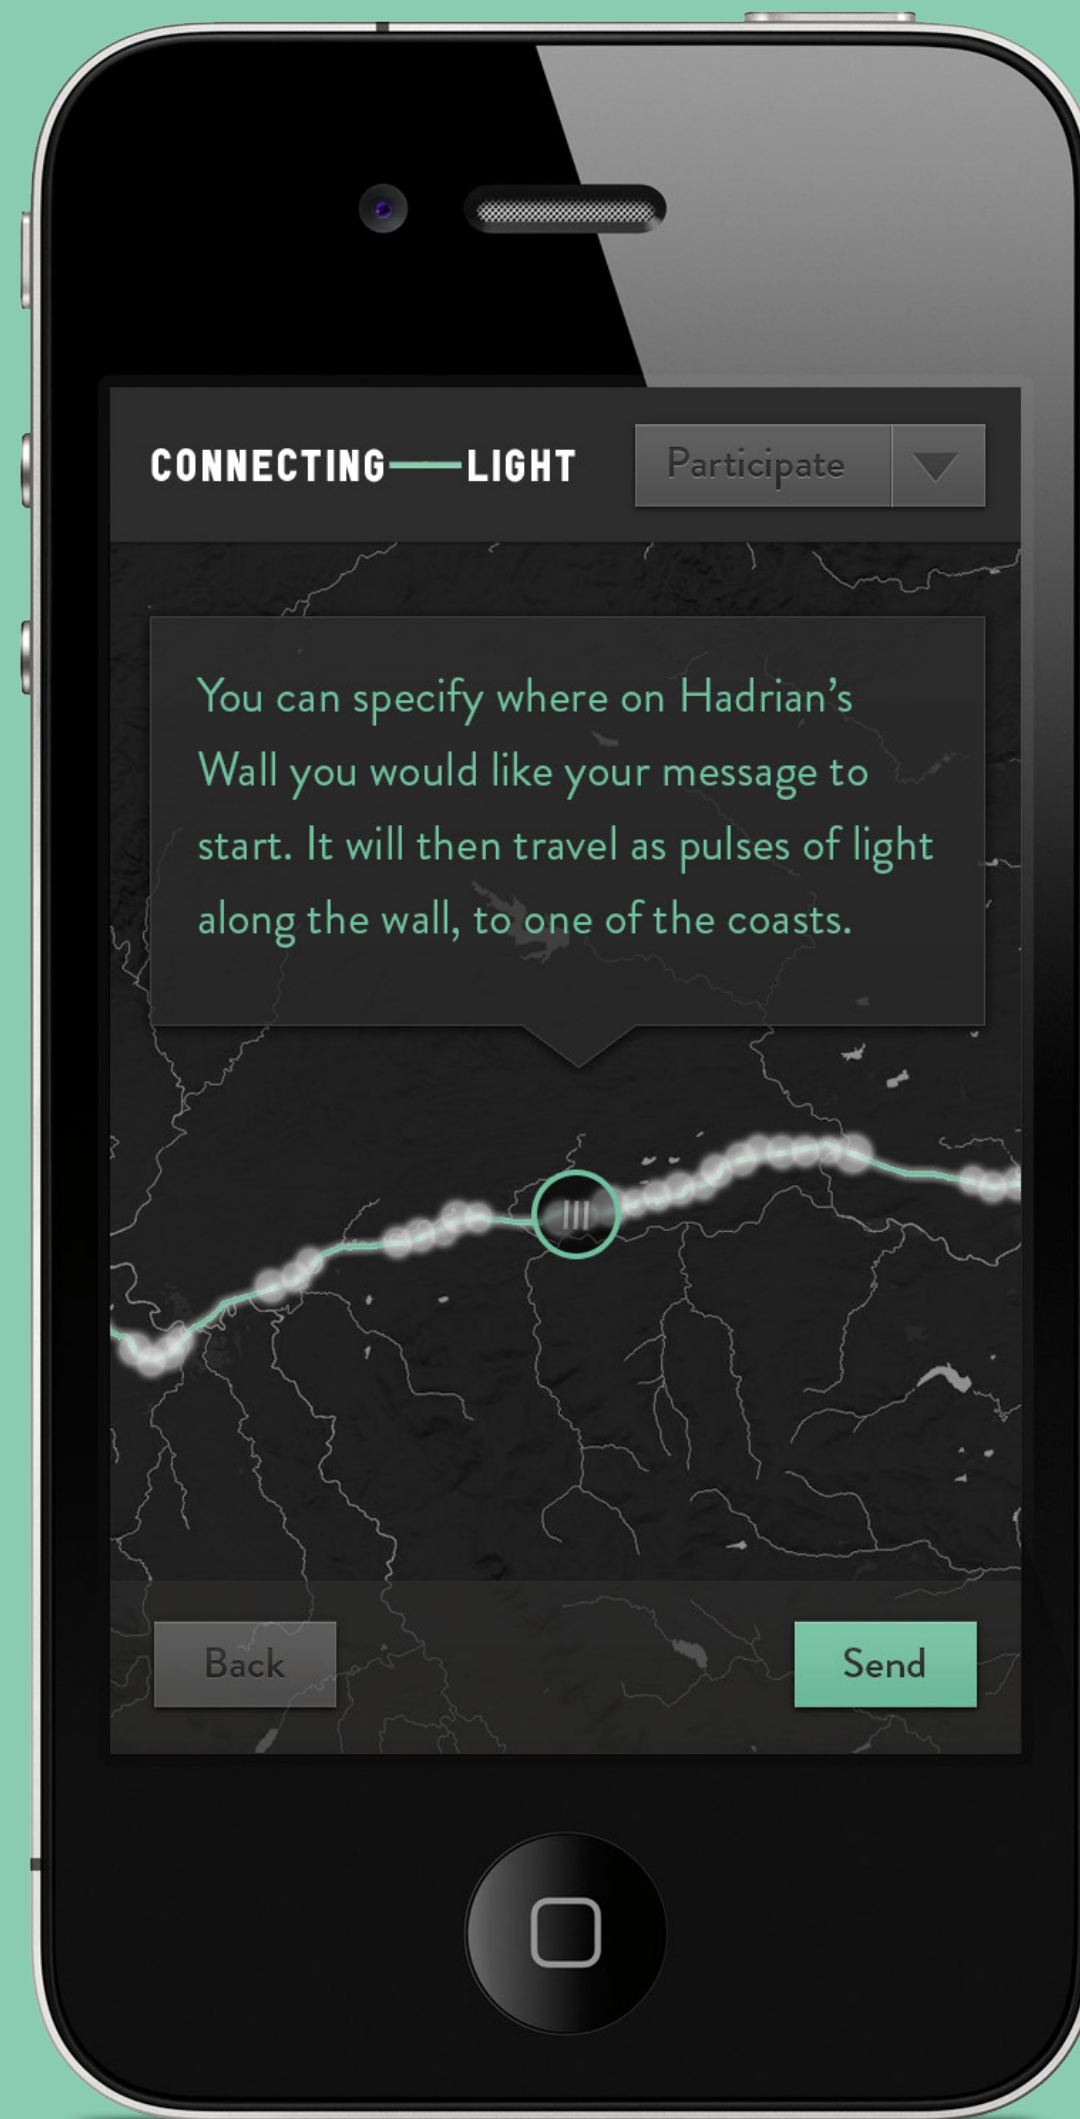 CONNECTING—LIGHT
Participate
You can specify where on Hadrian’s
Wall you would like your message to
start. It will then travel as pulses of light
along the wall, to one of the coasts.
Back
Send